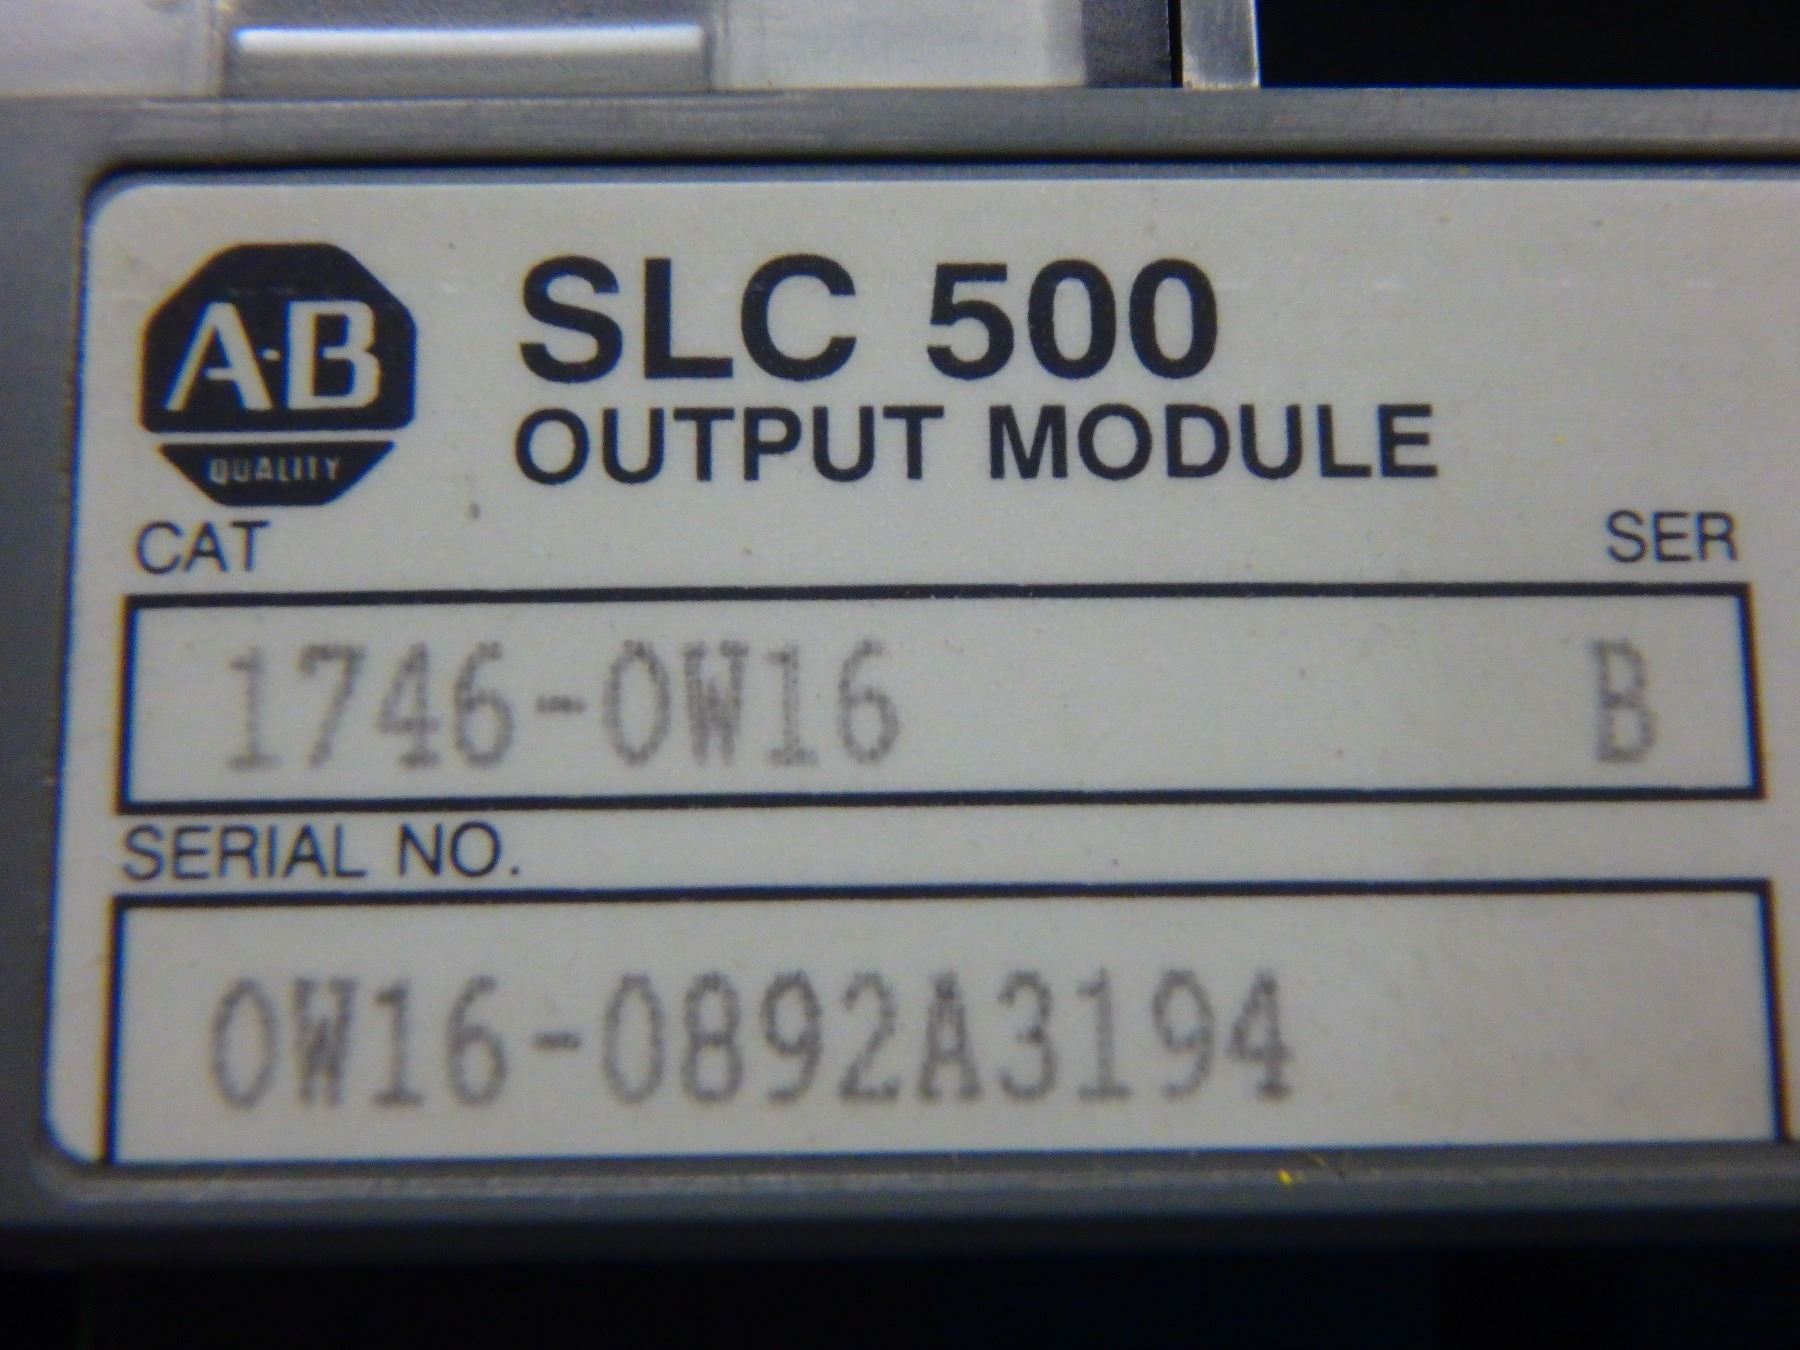 A-B
QUALITY
SLC 500
OUTPUT MODULE
CAT SER
1746-OW16 B
SERIAL NO.
OW16-0892A3194